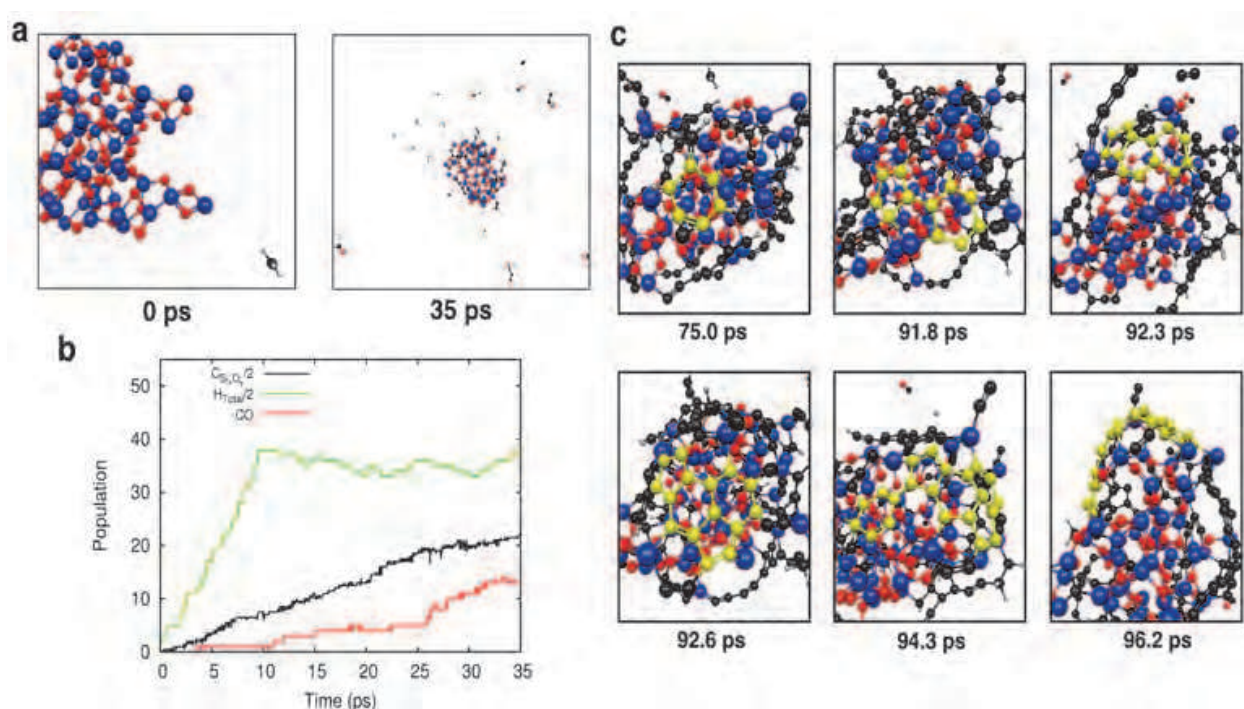 a
0 ps
35 ps
b
Population
50
40
30
20
10
0
H_Total/2
CO
0 5 10 15 20 25 30 35
Time (ps)
c
75.0 ps
91.8 ps
92.3 ps
92.6 ps
94.3 ps
96.2 ps